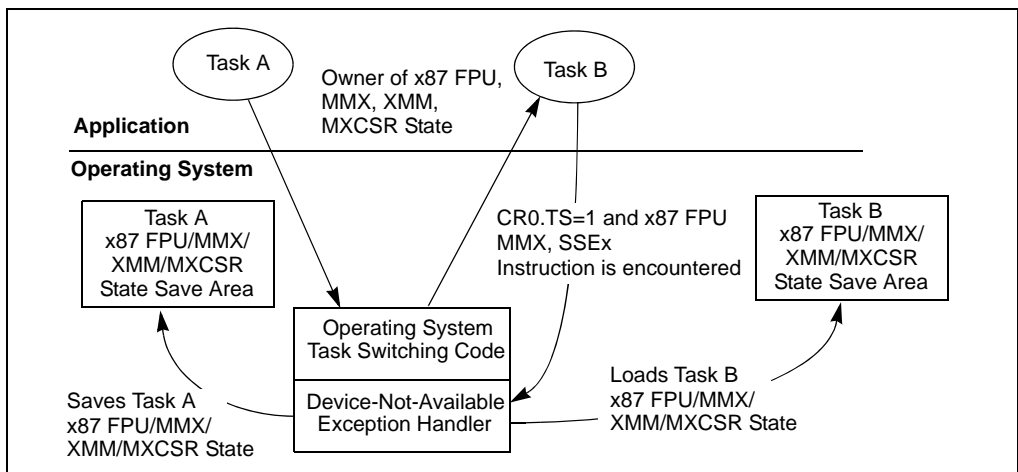 Task A
Owner of x87 FPU,
MMX, XMM,
MXCSR State
Task B
Application
Operating System
Task A
x87 FPU/MMX/
XMM/MXCSR
State Save Area
CR0.TS=1 and x87 FPU
MMX, SSEx
Instruction is encountered
Task B
x87 FPU/MMX/
XMM/MXCSR
State Save Area
Operating System
Task Switching Code
Device-Not-Available
Exception Handler
Saves Task A
x87 FPU/MMX/
XMM/MXCSR State
Loads Task B
x87 FPU/MMX/
XMM/MXCSR State